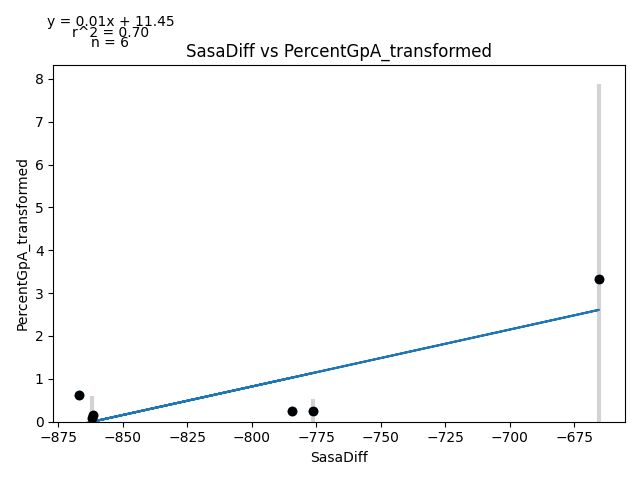 y = 0.01x + 11.45
r^2 = 0.70
n = 6
SasaDiff vs PercentGpA_transformed
8
7
6
5
4
3
2
1
0
PercentGpA_transformed
−875 −850 −825 −800 −775 −750 −725 −700 −675
SasaDiff